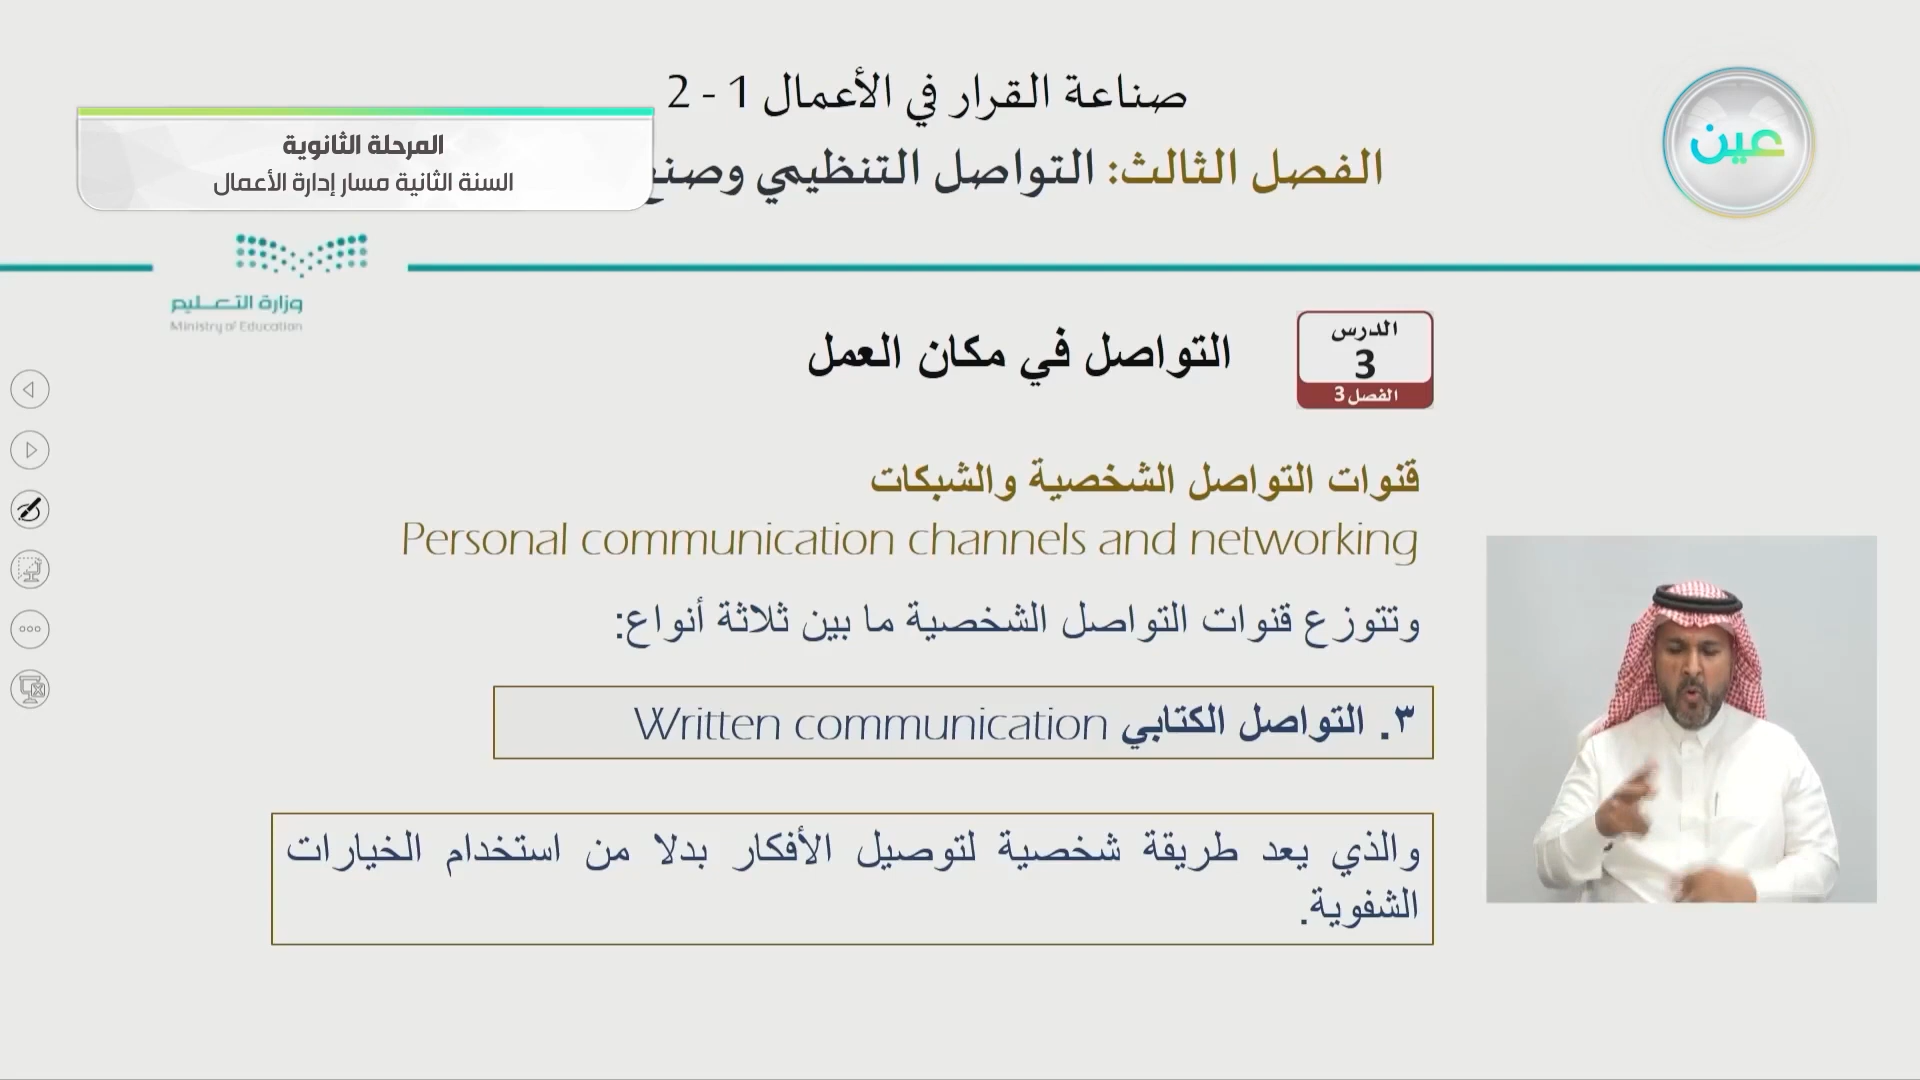 صناعة القرار في الأعمال 1 - 2
المرحلة الثانوية
السنة الثانية مسار إدارة الأعمال
الفصل الثالث: التواصل التنظيمي
عين
وزارة التعليم
Ministry of Education
الدرس
3
الفصل 3
التواصل في مكان العمل
قنوات التواصل الشخصية والشبكات
Personal communication channels and networking
وتتوزع قنوات التواصل الشخصية ما بين ثلاثة أنواع:
٣. التواصل الكتابي Written communication
والذي يعد طريقة شخصية لتوصيل الأفكار بدلا من استخدام الخيارات
الشفوية.